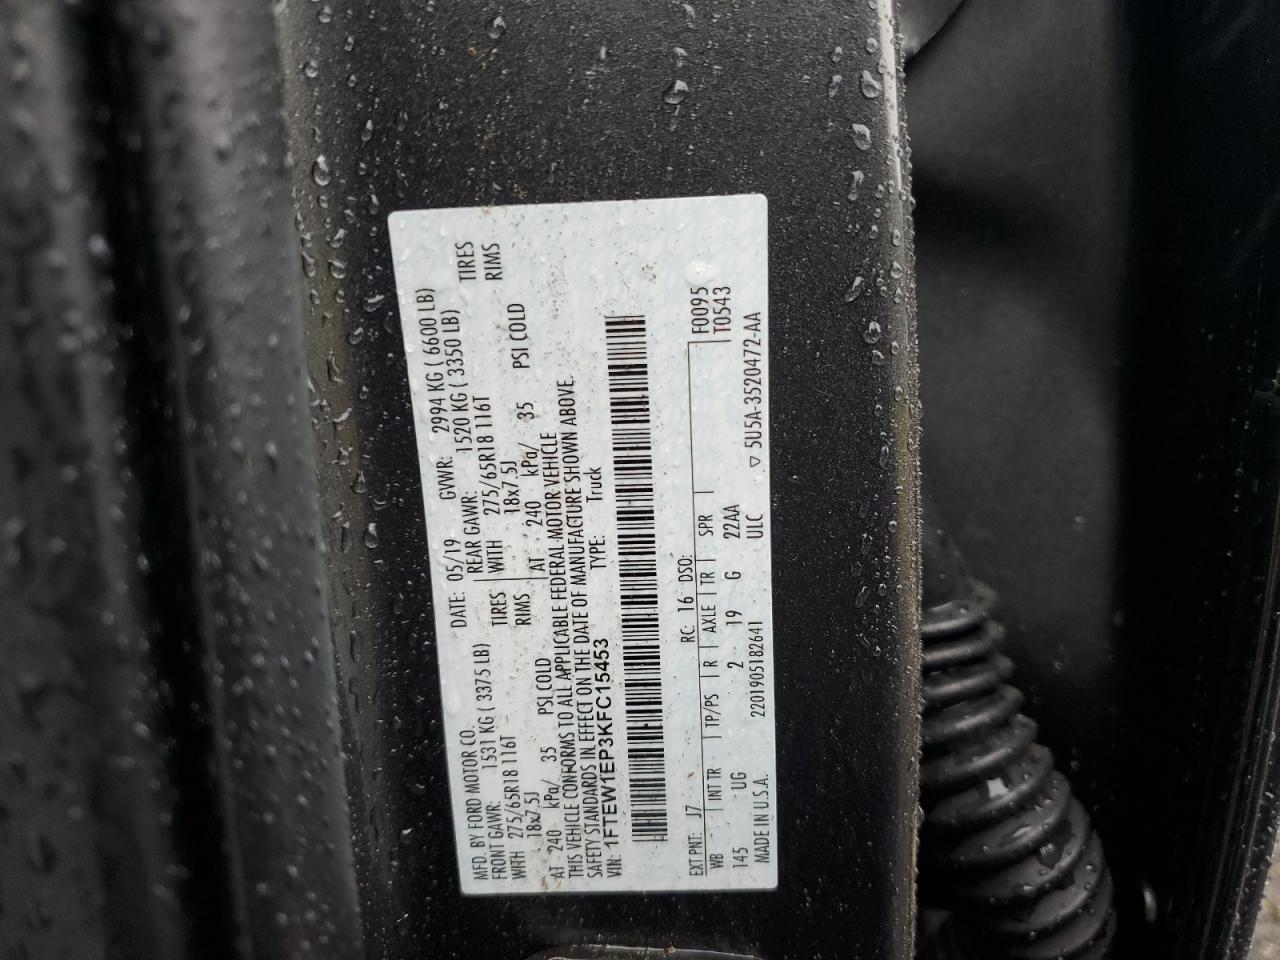 MFD. BY FORD MOTOR CO.
DATE: 05/19 GVWR: 2994 KG ( 6600 LB)
FRONT GAWR: 1531 KG ( 3375 LB) REAR GAWR: 1520 KG ( 3350 LB)
WITH 275/65R18 116T TIRES WITH 275/65R18 116T TIRES
18x7.5J RIMS 18x7.5J RIMS
AT 240 kPa/ 35 PSI COLD AT 240 kPa/ 35 PSI COLD
THIS VEHICLE CONFORMS TO ALL APPLICABLE FEDERAL MOTOR VEHICLE
SAFETY STANDARDS IN EFFECT ON THE DATE OF MANUFACTURE SHOWN ABOVE.
VIN: 1FTEW1EP3KFC15453 TYPE: Truck
EXT PNT: J7 RC: 16 DSO: F0095
WB INT TR TP/PS R AXLE TR SPR T0543
145 UG 2 19 G 22AA
MADE IN U.S.A. 220190518264I ULC ▽ 5U5A-3520472-AA